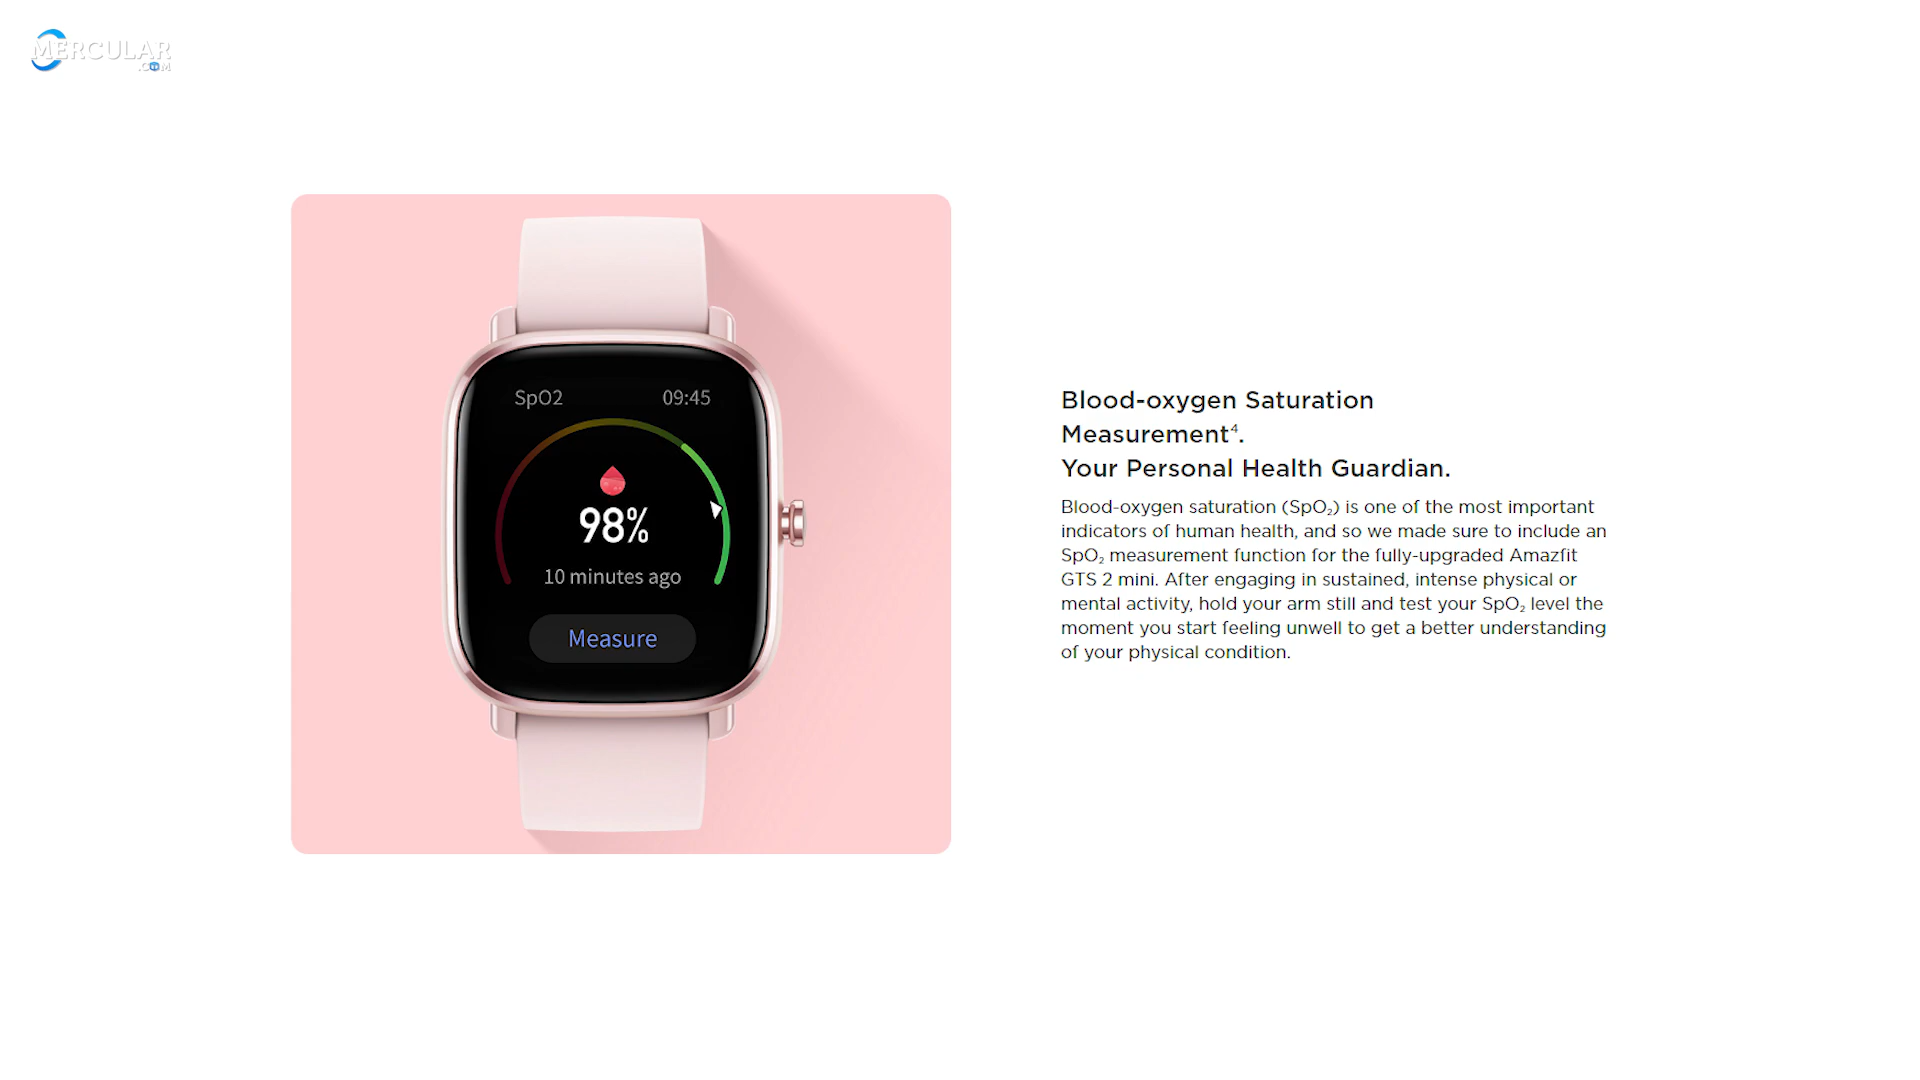 MERCULAR
.COM
SpO2 09:45
98%
10 minutes ago
Measure
Blood-oxygen Saturation
Measurement⁴.
Your Personal Health Guardian.
Blood-oxygen saturation (SpO₂) is one of the most important
indicators of human health, and so we made sure to include an
SpO₂ measurement function for the fully-upgraded Amazfit
GTS 2 mini. After engaging in sustained, intense physical or
mental activity, hold your arm still and test your SpO₂ level the
moment you start feeling unwell to get a better understanding
of your physical condition.